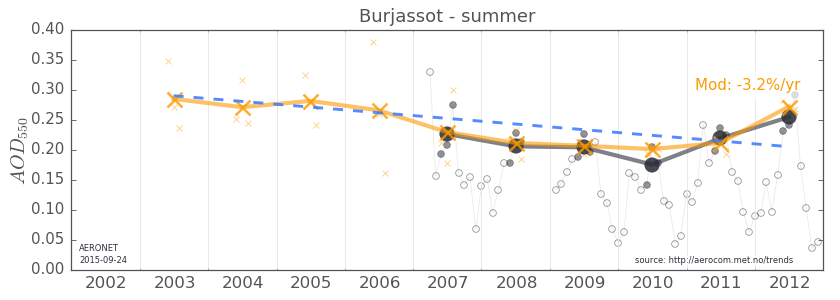 Burjassot - summer
0.40
0.35
0.30
0.25
0.20
0.15
0.10
0.05
0.00
AOD550
Mod: -3.2%/yr
AERONET
2015-09-24
source: http://aerocom.met.no/trends
2002 2003 2004 2005 2006 2007 2008 2009 2010 2011 2012